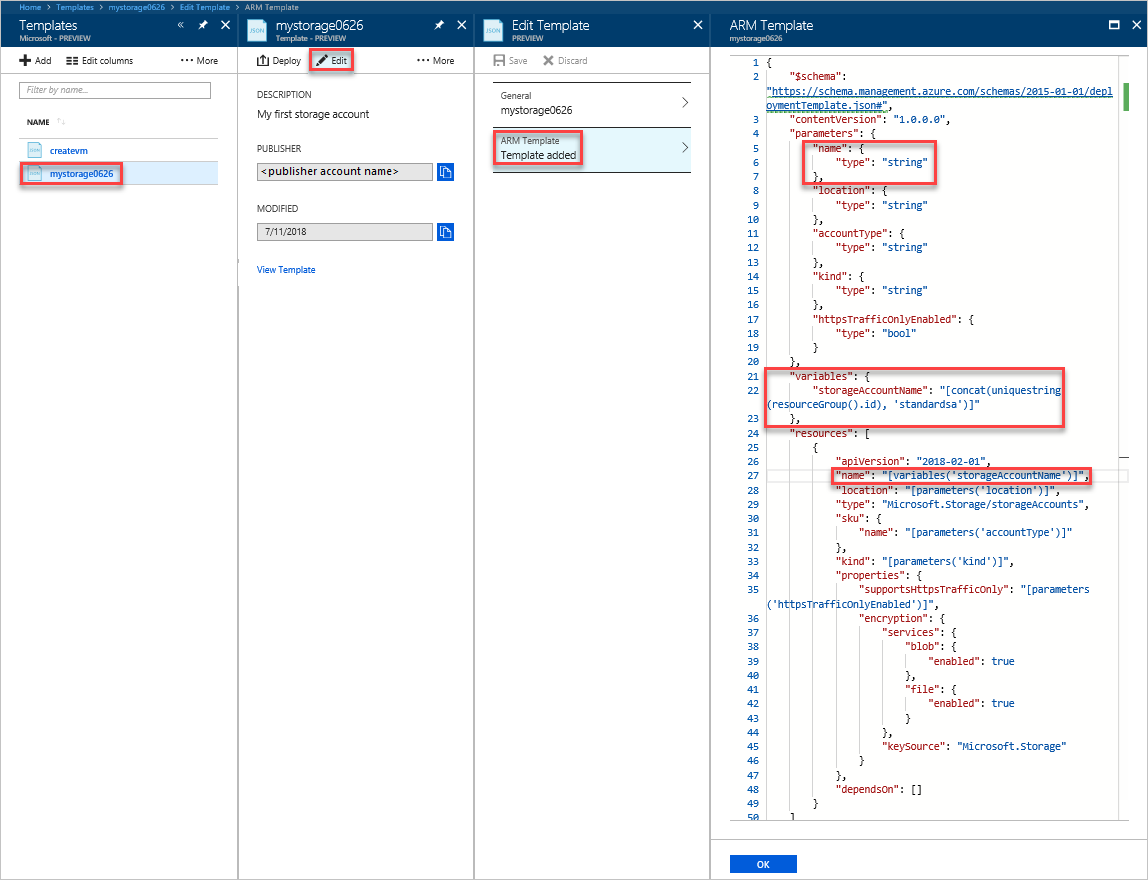 Home > Templates > mystorage0626 > Edit Template > ARM Template
Templates
Microsoft - PREVIEW
Add
Edit columns
··· More
Filter by name...
NAME ↑↓
createvm
mystorage0626
JSON
mystorage0626
Template - PREVIEW
Deploy
Edit
··· More
DESCRIPTION
My first storage account
PUBLISHER
<publisher account name>
MODIFIED
7/11/2018
View Template
JSON
Edit Template
PREVIEW
Save
Discard
General
mystorage0626
ARM Template
Template added
ARM Template
mystorage0626
1 {
2 "$schema":
"https://schema.management.azure.com/schemas/2015-01-01/depl
oymentTemplate.json#",
3 "contentVersion": "1.0.0.0",
4 "parameters": {
5 "name": {
6 "type": "string"
7 },
8 "location": {
9 "type": "string"
10 },
11 "accountType": {
12 "type": "string"
13 },
14 "kind": {
15 "type": "string"
16 },
17 "httpsTrafficOnlyEnabled": {
18 "type": "bool"
19 }
20 },
21 "variables": {
22 "storageAccountName": "[concat(uniquestring
(resourceGroup().id), 'standardsa')]"
23 },
24 "resources": [
25 {
26 "apiVersion": "2018-02-01",
27 "name": "[variables('storageAccountName')]",
28 "location": "[parameters('location')]",
29 "type": "Microsoft.Storage/storageAccounts",
30 "sku": {
31 "name": "[parameters('accountType')]"
32 },
33 "kind": "[parameters('kind')]",
34 "properties": {
35 "supportsHttpsTrafficOnly": "[parameters
('httpsTrafficOnlyEnabled')]",
36 "encryption": {
37 "services": {
38 "blob": {
39 "enabled": true
40 },
41 "file": {
42 "enabled": true
43 }
44 },
45 "keySource": "Microsoft.Storage"
46 }
47 },
48 "dependsOn": []
49 }
50 ]
OK